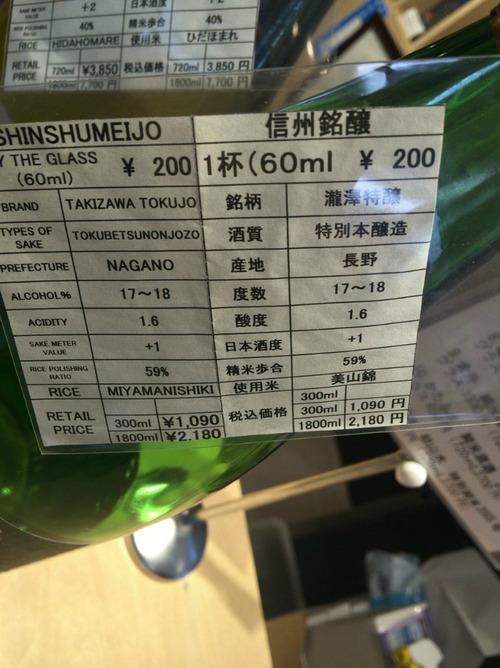 SAKE METER VALUE +2 日本酒度 +2
RICE POLISHING RATIO 40% 精米歩合 40%
RICE HIDAHOMARE 使用米 ひだほまれ
RETAIL PRICE 720ml ¥3,850 税込価格 720ml 3,850 円
1800ml 7,700 1800ml 7,700 円
SHINSHUMEIJO 信州銘醸
Y THE GLASS (60ml) ¥ 200 1杯(60ml ¥ 200
BRAND TAKIZAWA TOKUJO 銘柄 瀧澤特醸
TYPES OF SAKE TOKUBETSUNONJOZO 酒質 特別本醸造
PREFECTURE NAGANO 産地 長野
ALCOHOL% 17～18 度数 17～18
ACIDITY 1.6 酸度 1.6
SAKE METER VALUE +1 日本酒度 +1
RICE POLISHING RATIO 59% 精米歩合 59%
RICE MIYAMANISHIKI 使用米 美山錦
300ml
RETAIL PRICE 300ml ¥1,090 税込価格 300ml 1,090 円
1800ml ¥2,180 1800ml 2,180 円